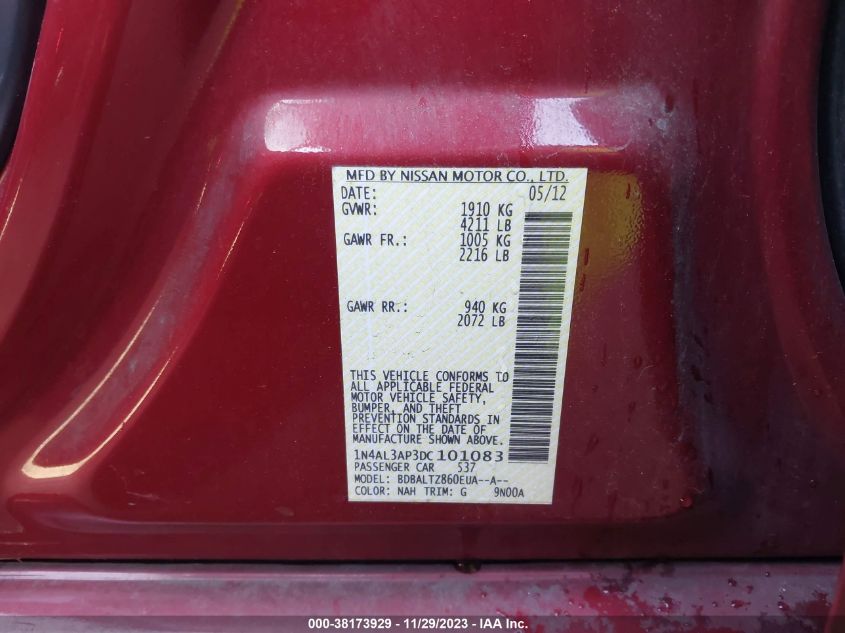 MFD BY NISSAN MOTOR CO., LTD.
DATE: 05/12
GVWR: 1910 KG
4211 LB
GAWR FR.: 1005 KG
2216 LB
GAWR RR.: 940 KG
2072 LB
THIS VEHICLE CONFORMS TO
ALL APPLICABLE FEDERAL
MOTOR VEHICLE SAFETY,
BUMPER, AND THEFT
PREVENTION STANDARDS IN
EFFECT ON THE DATE OF
MANUFACTURE SHOWN ABOVE.
1N4AL3AP3DC101083
PASSENGER CAR 537
MODEL: BDBALTZ860EUA--A--
COLOR: NAH TRIM: G 9N00A
000-38173929 - 11/29/2023 - IAA Inc.